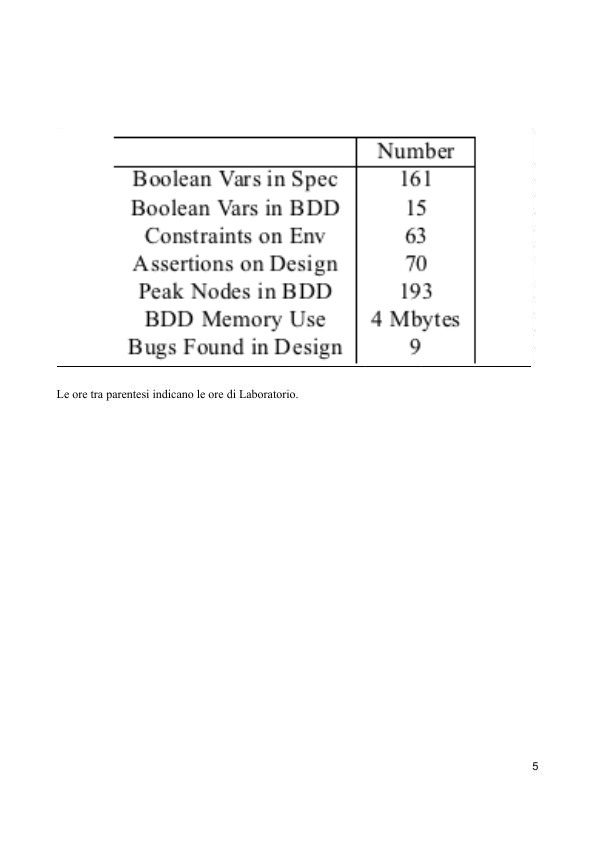 Number
Boolean Vars in Spec 161
Boolean Vars in BDD 15
Constraints on Env 63
Assertions on Design 70
Peak Nodes in BDD 193
BDD Memory Use 4 Mbytes
Bugs Found in Design 9
Le ore tra parentesi indicano le ore di Laboratorio.
5